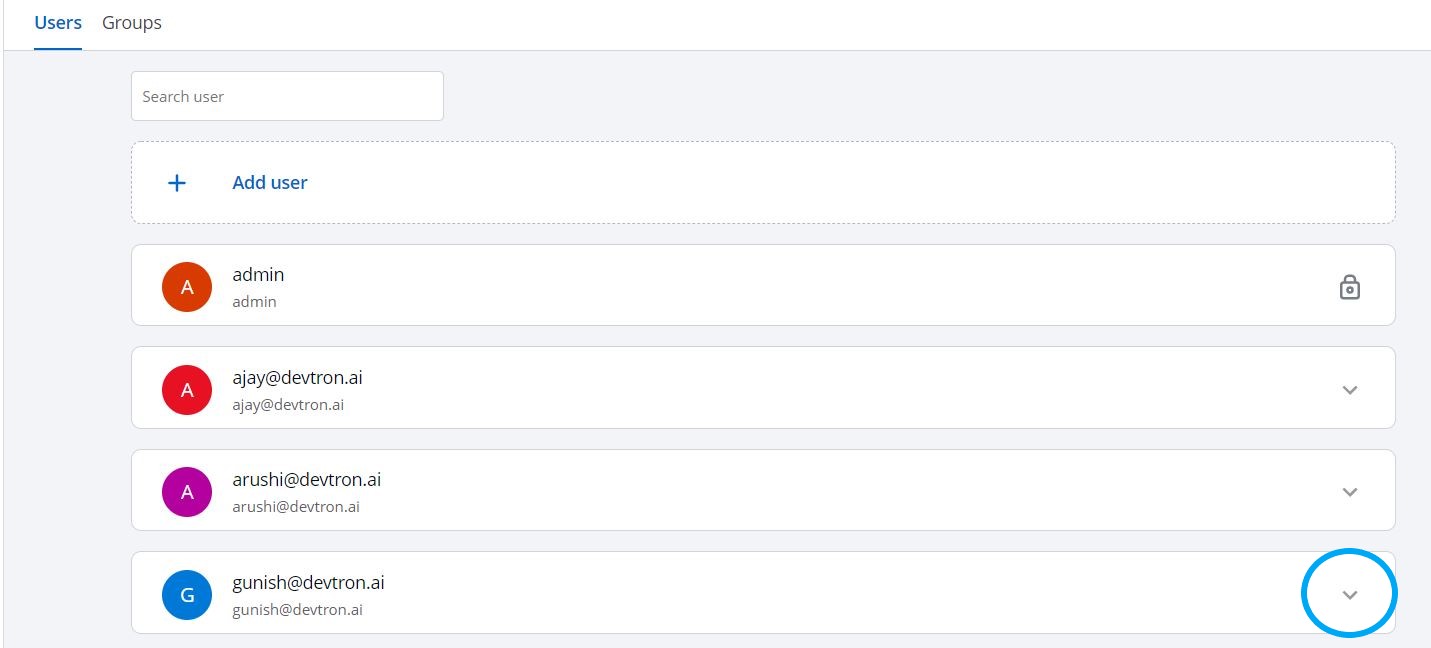 Users Groups
Search user
Add user
A admin
admin
A ajay@devtron.ai
ajay@devtron.ai
A arushi@devtron.ai
arushi@devtron.ai
G gunish@devtron.ai
gunish@devtron.ai